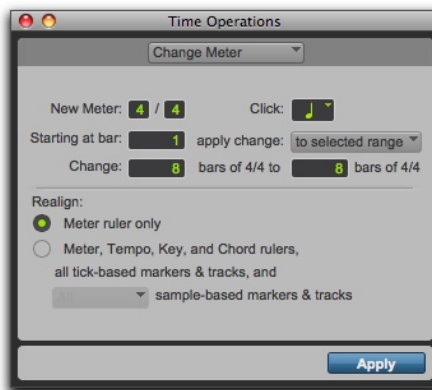 Time Operations
Change Meter
New Meter: 4 / 4 Click:
Starting at bar: 1 apply change: to selected range
Change: 8 bars of 4/4 to 8 bars of 4/4
Realign:
Meter ruler only
Meter, Tempo, Key, and Chord rulers,
all tick-based markers & tracks, and
sample-based markers & tracks
Apply